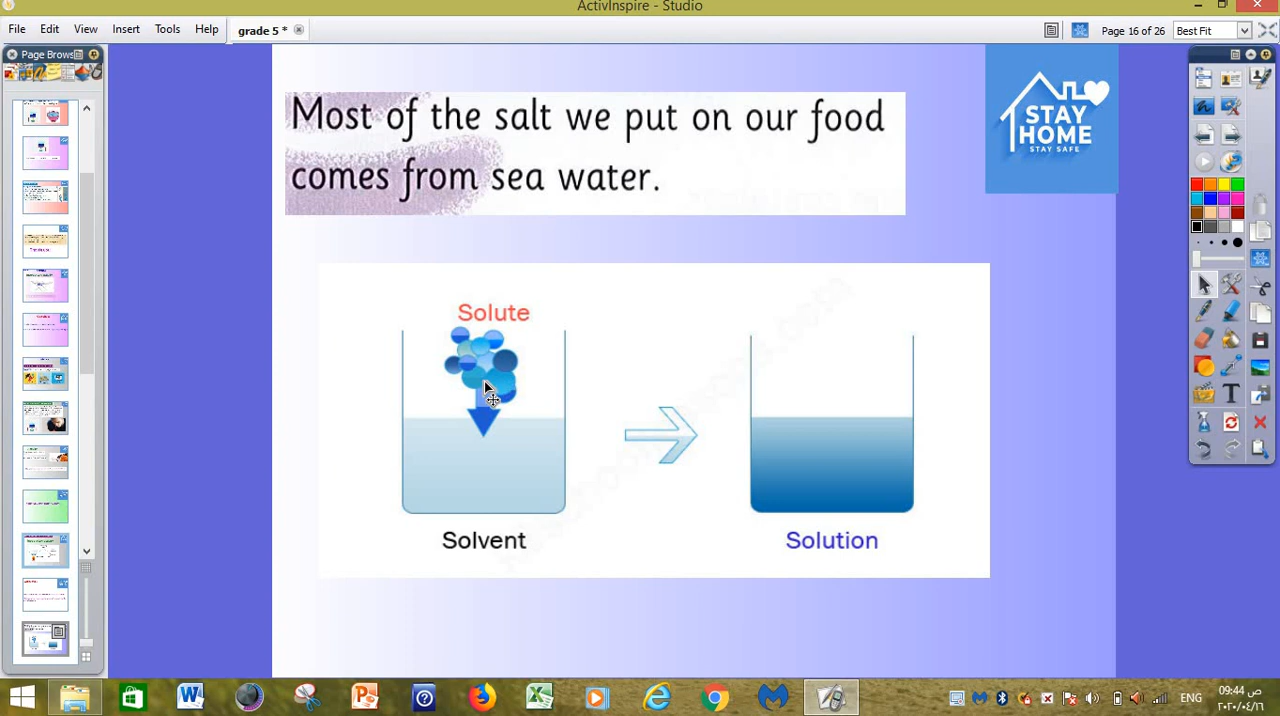 ActivInspire - Studio
File Edit View Insert Tools Help grade 5 * Page 16 of 26 Best Fit
Page Brows
STAY
HOME
STAY SAFE
Most of the salt we put on our food
comes from sea water.
Solute
Solvent
Solution
ENG
09:44 ص